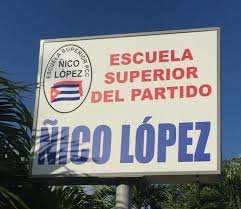 ESCUELA SUPERIOR PCC
ÑICO
LÓPEZ
ESCUELA
SUPERIOR
DEL PARTIDO
ÑICO LÓPEZ